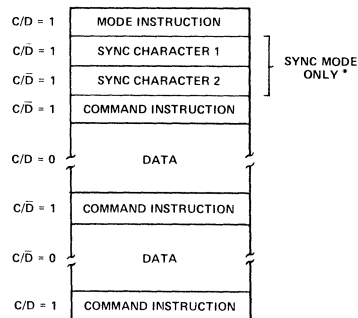 C/D = 1 MODE INSTRUCTION
C/D̄ = 1 SYNC CHARACTER 1
C/D̄ = 1 SYNC CHARACTER 2
SYNC MODE
ONLY *
C/D̄ = 1 COMMAND INSTRUCTION
C/D = 0 DATA
C/D̄ = 1 COMMAND INSTRUCTION
C/D̄ = 0 DATA
C/D = 1 COMMAND INSTRUCTION